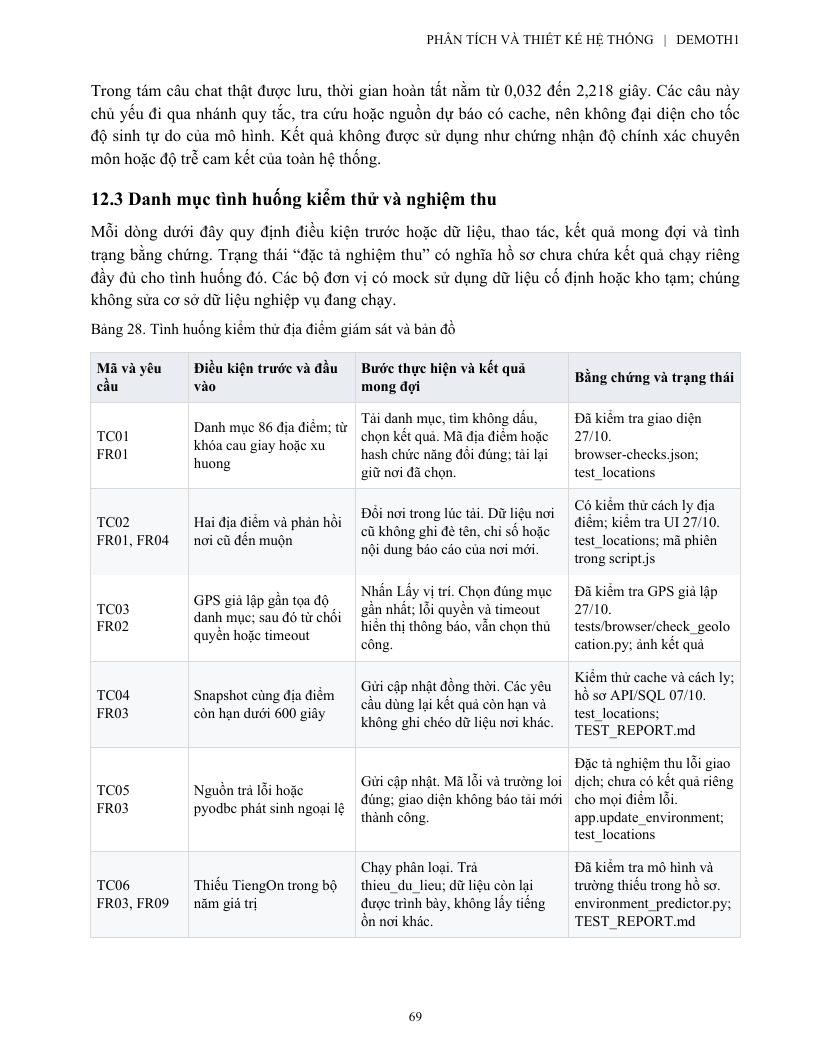 PHÂN TÍCH VÀ THIẾT KẾ HỆ THỐNG | DEMOTH1
Trong tám câu chat thật được lưu, thời gian hoàn tất nằm từ 0,032 đến 2,218 giây. Các câu này
chủ yếu đi qua nhánh quy tắc, tra cứu hoặc nguồn dự báo có cache, nên không đại diện cho tốc
độ sinh tự do của mô hình. Kết quả không được sử dụng như chứng nhận độ chính xác chuyên
môn hoặc độ trễ cam kết của toàn hệ thống.
12.3 Danh mục tình huống kiểm thử và nghiệm thu
Mỗi dòng dưới đây quy định điều kiện trước hoặc dữ liệu, thao tác, kết quả mong đợi và tình
trạng bằng chứng. Trạng thái “đặc tả nghiệm thu” có nghĩa hồ sơ chưa chứa kết quả chạy riêng
đầy đủ cho tình huống đó. Các bộ đơn vị có mock sử dụng dữ liệu cố định hoặc kho tạm; chúng
không sửa cơ sở dữ liệu nghiệp vụ đang chạy.
Bảng 28. Tình huống kiểm thử địa điểm giám sát và bản đồ
Mã và yêu
cầu
Điều kiện trước và đầu
vào
Bước thực hiện và kết quả
mong đợi
Bằng chứng và trạng thái
TC01
FR01
Danh mục 86 địa điểm; từ
khóa cau giay hoặc xu
huong
Tải danh mục, tìm không dấu,
chọn kết quả. Mã địa điểm hoặc
hash chức năng đổi đúng; tải lại
giữ nơi đã chọn.
Đã kiểm tra giao diện
27/10.
browser-checks.json;
test_locations
TC02
FR01, FR04
Hai địa điểm và phản hồi
nơi cũ đến muộn
Đổi nơi trong lúc tải. Dữ liệu nơi
cũ không ghi đè tên, chỉ số hoặc
nội dung báo cáo của nơi mới.
Có kiểm thử cách ly địa
điểm; kiểm tra UI 27/10.
test_locations; mã phiên
trong script.js
TC03
FR02
GPS giả lập gần tọa độ
danh mục; sau đó từ chối
quyền hoặc timeout
Nhấn Lấy vị trí. Chọn đúng mục
gần nhất; lỗi quyền và timeout
hiển thị thông báo, vẫn chọn thủ
công.
Đã kiểm tra GPS giả lập
27/10.
tests/browser/check_geolo
cation.py; ảnh kết quả
TC04
FR03
Snapshot cùng địa điểm
còn hạn dưới 600 giây
Gửi cập nhật đồng thời. Các yêu
cầu dùng lại kết quả còn hạn và
không ghi chéo dữ liệu nơi khác.
Kiểm thử cache và cách ly;
hồ sơ API/SQL 07/10.
test_locations;
TEST_REPORT.md
TC05
FR03
Nguồn trả lỗi hoặc
pyodbc phát sinh ngoại lệ
Gửi cập nhật. Mã lỗi và trường loi
đúng; giao diện không báo tải mới
thành công.
Đặc tả nghiệm thu lỗi giao
dịch; chưa có kết quả riêng
cho mọi điểm lỗi.
app.update_environment;
test_locations
TC06
FR03, FR09
Thiếu TiengOn trong bộ
năm giá trị
Chạy phân loại. Trả
thieu_du_lieu; dữ liệu còn lại
được trình bày, không lấy tiếng
ồn nơi khác.
Đã kiểm tra mô hình và
trường thiếu trong hồ sơ.
environment_predictor.py;
TEST_REPORT.md
69